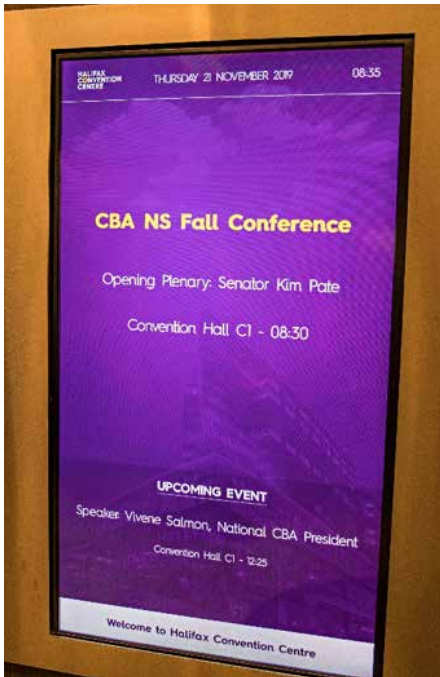 HALIFAX
CONVENTION
CENTRE
THURSDAY 21 NOVEMBER 2019
08:35
CBA NS Fall Conference
Opening Plenary: Senator Kim Pate
Convention Hall C1 - 08:30
UPCOMING EVENT
Speaker: Vivene Salmon, National CBA President
Convention Hall C1 - 12:25
Welcome to Halifax Convention Centre